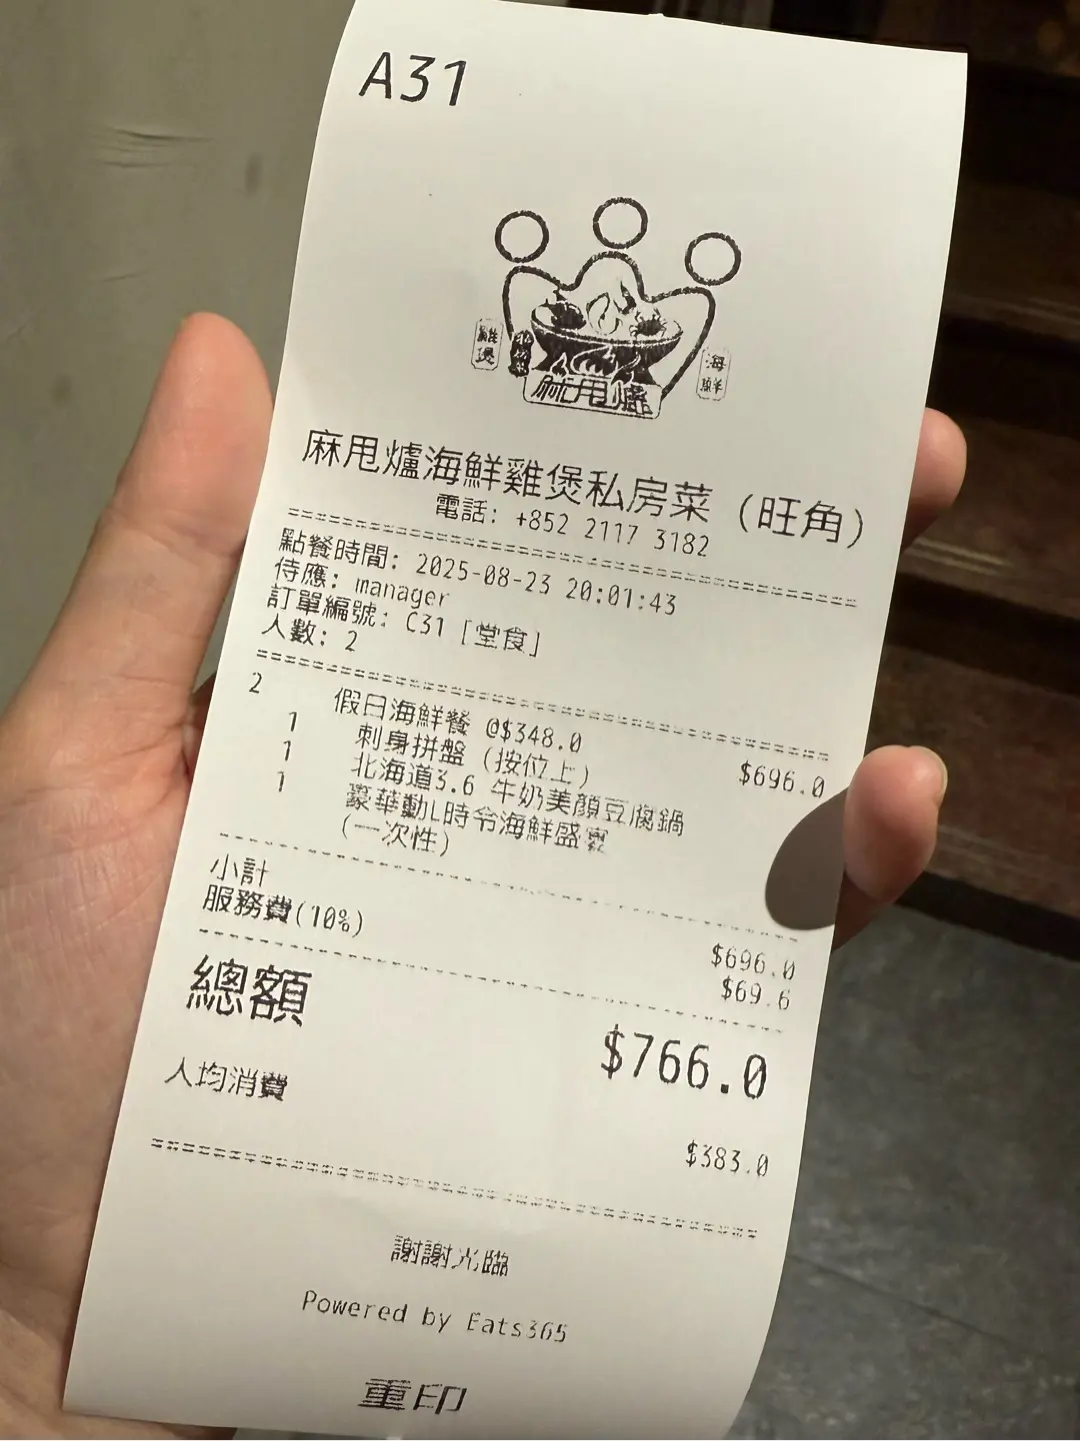 A31
雞煲
私房菜
海鮮
麻甩爐
麻甩爐海鮮雞煲私房菜 (旺角)
電話: +852 2117 3182
點餐時間: 2025-08-23 20:01:43
侍應: manager
訂單編號: C31 [堂食]
人數: 2
2 假日海鮮餐 @$348.0 $696.0
1 刺身拼盤 (按位上)
1 北海道3.6 牛奶美顏豆腐鍋
1 豪華動L時令海鮮盛宴
(一次性)
小計 $696.0
服務費(10%) $69.6
總額 $766.0
人均消費 $383.0
謝謝光臨
Powered by Eats365
重印